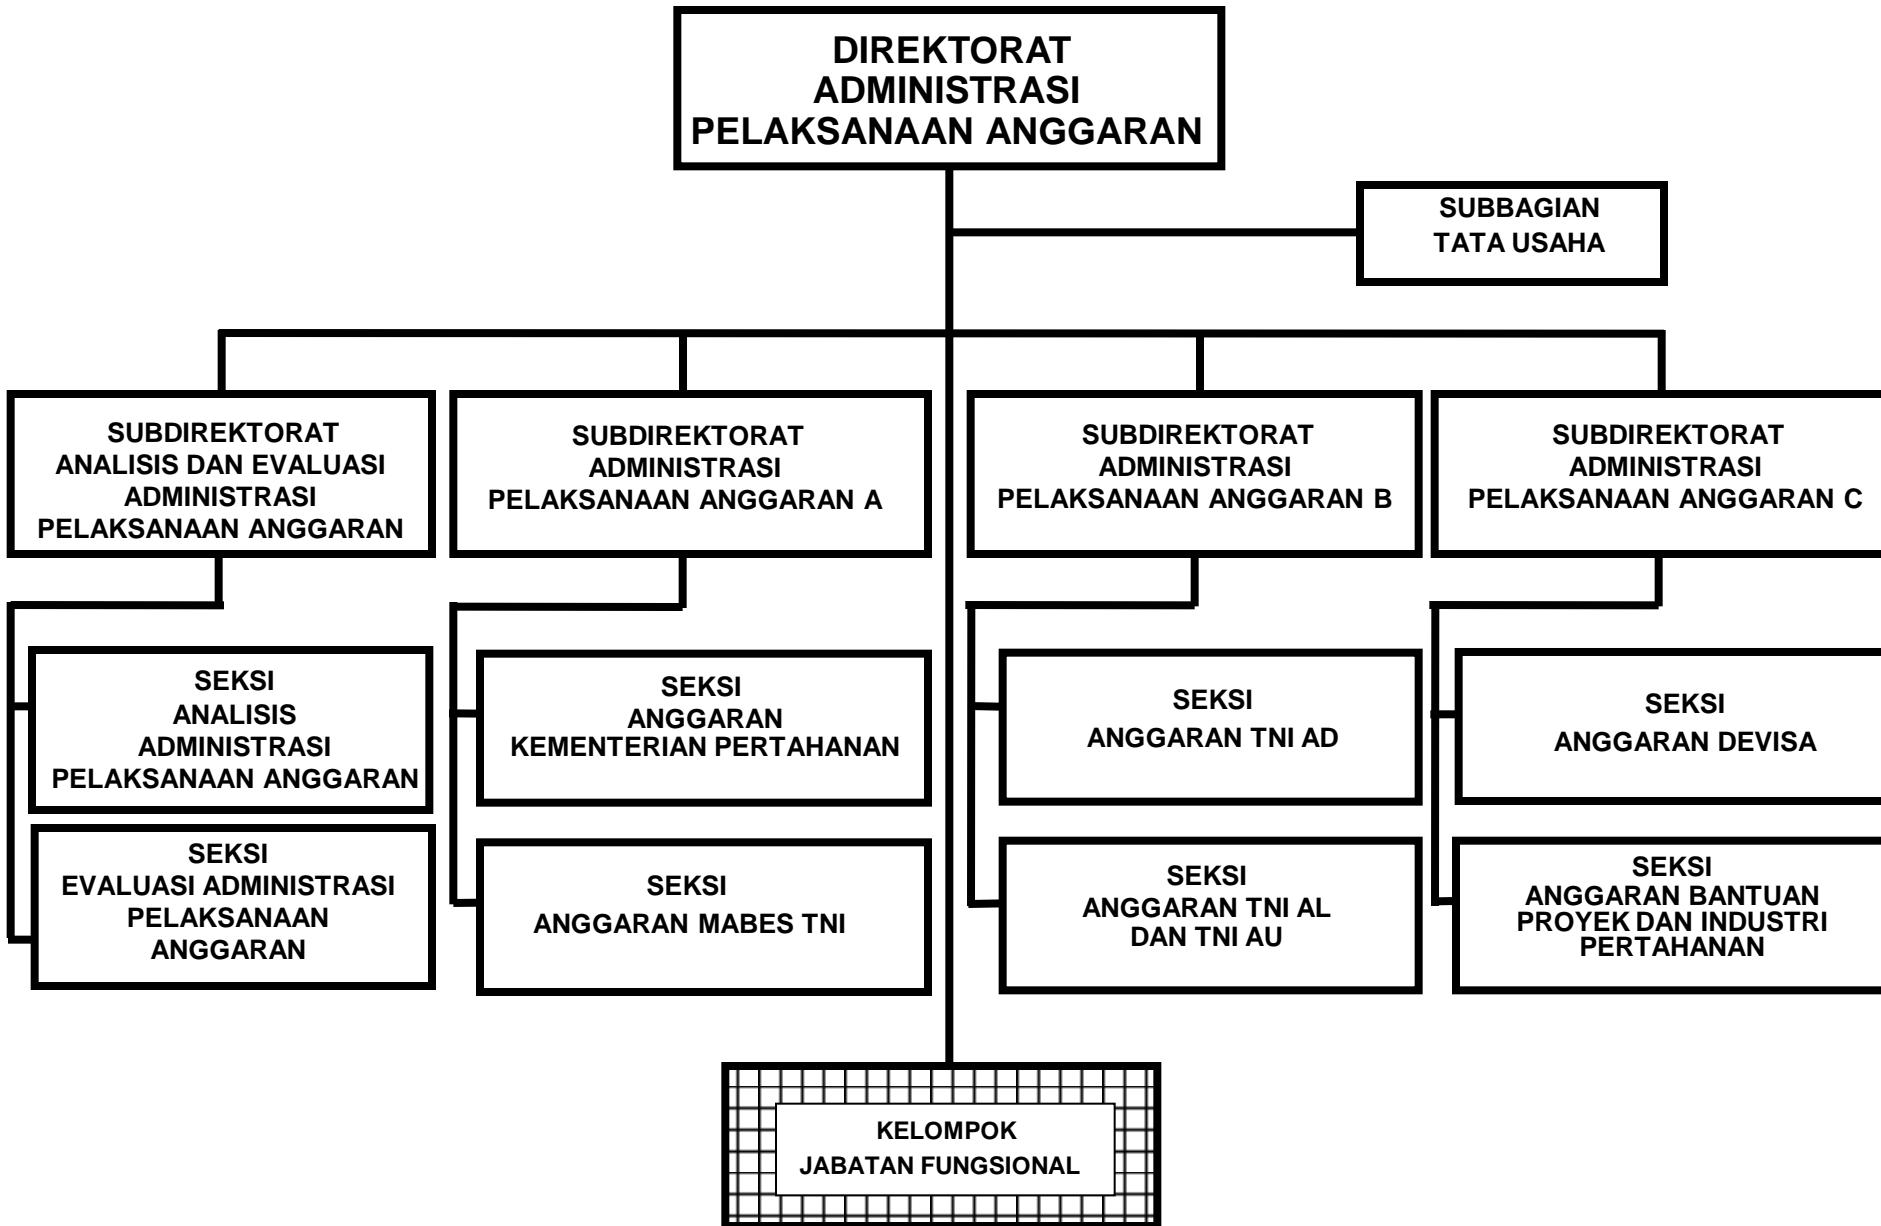 DIREKTORAT
ADMINISTRASI
PELAKSANAAN ANGGARAN
SUBBAGIAN
TATA USAHA
SUBDIREKTORAT
ANALISIS DAN EVALUASI
ADMINISTRASI
PELAKSANAAN ANGGARAN
SUBDIREKTORAT
ADMINISTRASI
PELAKSANAAN ANGGARAN A
SUBDIREKTORAT
ADMINISTRASI
PELAKSANAAN ANGGARAN B
SUBDIREKTORAT
ADMINISTRASI
PELAKSANAAN ANGGARAN C
SEKSI
ANALISIS
ADMINISTRASI
PELAKSANAAN ANGGARAN
SEKSI
ANGGARAN
KEMENTERIAN PERTAHANAN
SEKSI
ANGGARAN TNI AD
SEKSI
ANGGARAN DEVISA
SEKSI
EVALUASI ADMINISTRASI
PELAKSANAAN
ANGGARAN
SEKSI
ANGGARAN MABES TNI
SEKSI
ANGGARAN TNI AL
DAN TNI AU
SEKSI
ANGGARAN BANTUAN
PROYEK DAN INDUSTRI
PERTAHANAN
KELOMPOK
JABATAN FUNGSIONAL